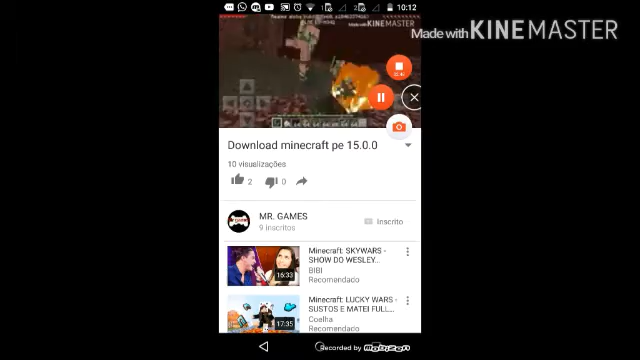 10:12
Made with KINEMASTER
KINEMASTER
Download minecraft pe 15.0.0
10 visualizações
2
0
MR. GAMES
9 inscritos
Inscrito
Minecraft: SKYWARS -
SHOW DO WESLEY...
BIBI
Recomendado
16:33
Minecraft: LUCKY WARS -
SUSTOS E MATEI FULL...
Coelha
Recomendado
17:35
Recorded by mobizen